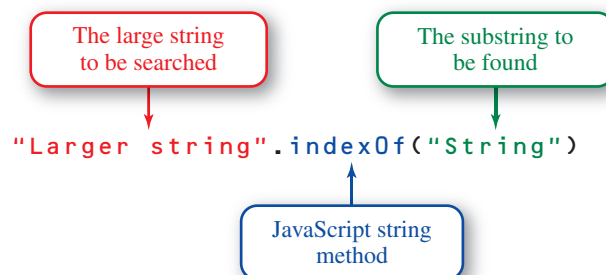 The large string
to be searched
The substring to
be found
"Larger string".indexOf("String")
JavaScript string
method